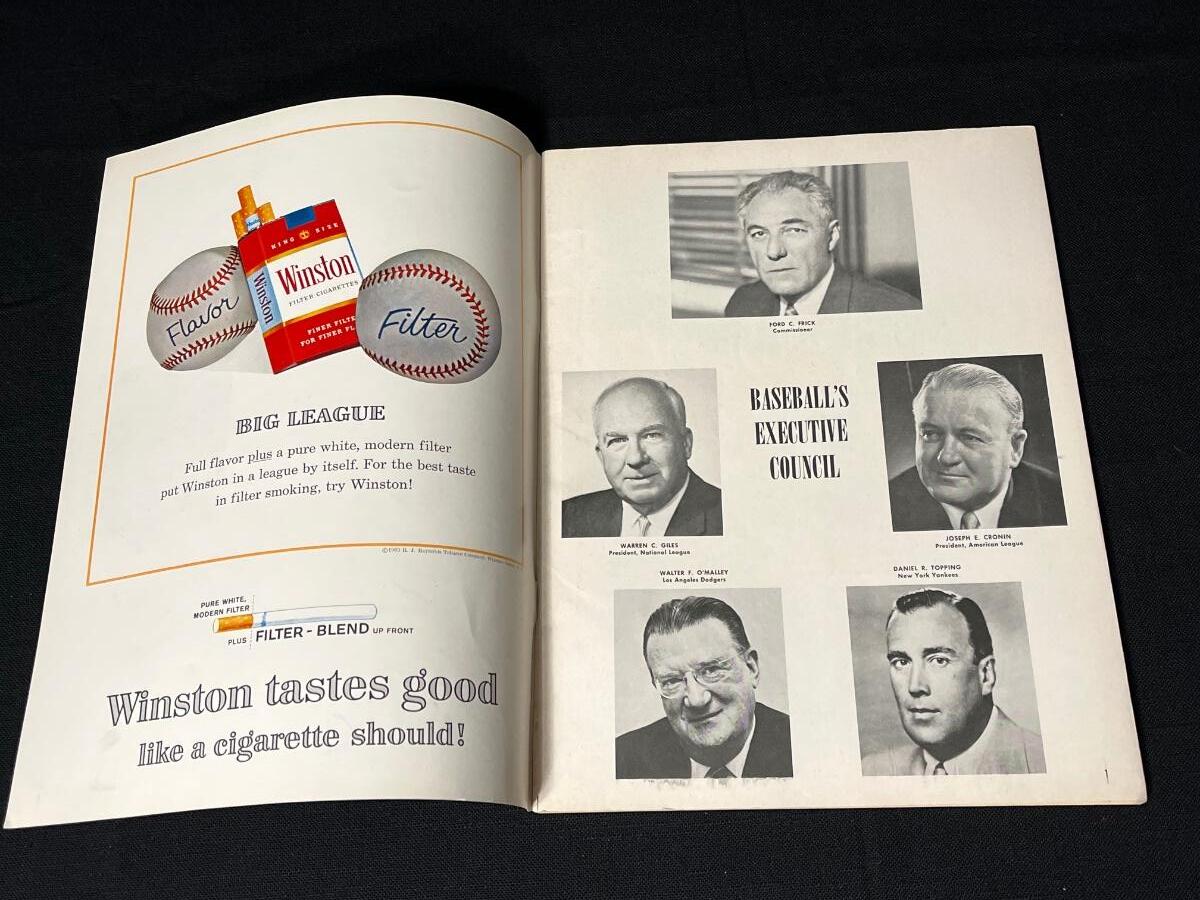 KING SIZE
Winston
Winston
FILTER CIGARETTES
FINER FILTE
FOR FINER FL
Flavor
Filter
BIG LEAGUE
Full flavor plus a pure white, modern filter
put Winston in a league by itself. For the best taste
in filter smoking, try Winston!
R. J. Reynolds Tobacco Company
PURE WHITE,
MODERN FILTER
PLUS FILTER - BLEND UP FRONT
Winston tastes good
like a cigarette should!
FORD C. FRICK
Commissioner
BASEBALL'S
EXECUTIVE
COUNCIL
WARREN C. GILES
President, National League
JOSEPH E. CRONIN
President, American League
WALTER F. O'MALLEY
Los Angeles Dodgers
DANIEL R. TOPPING
New York Yankees
1